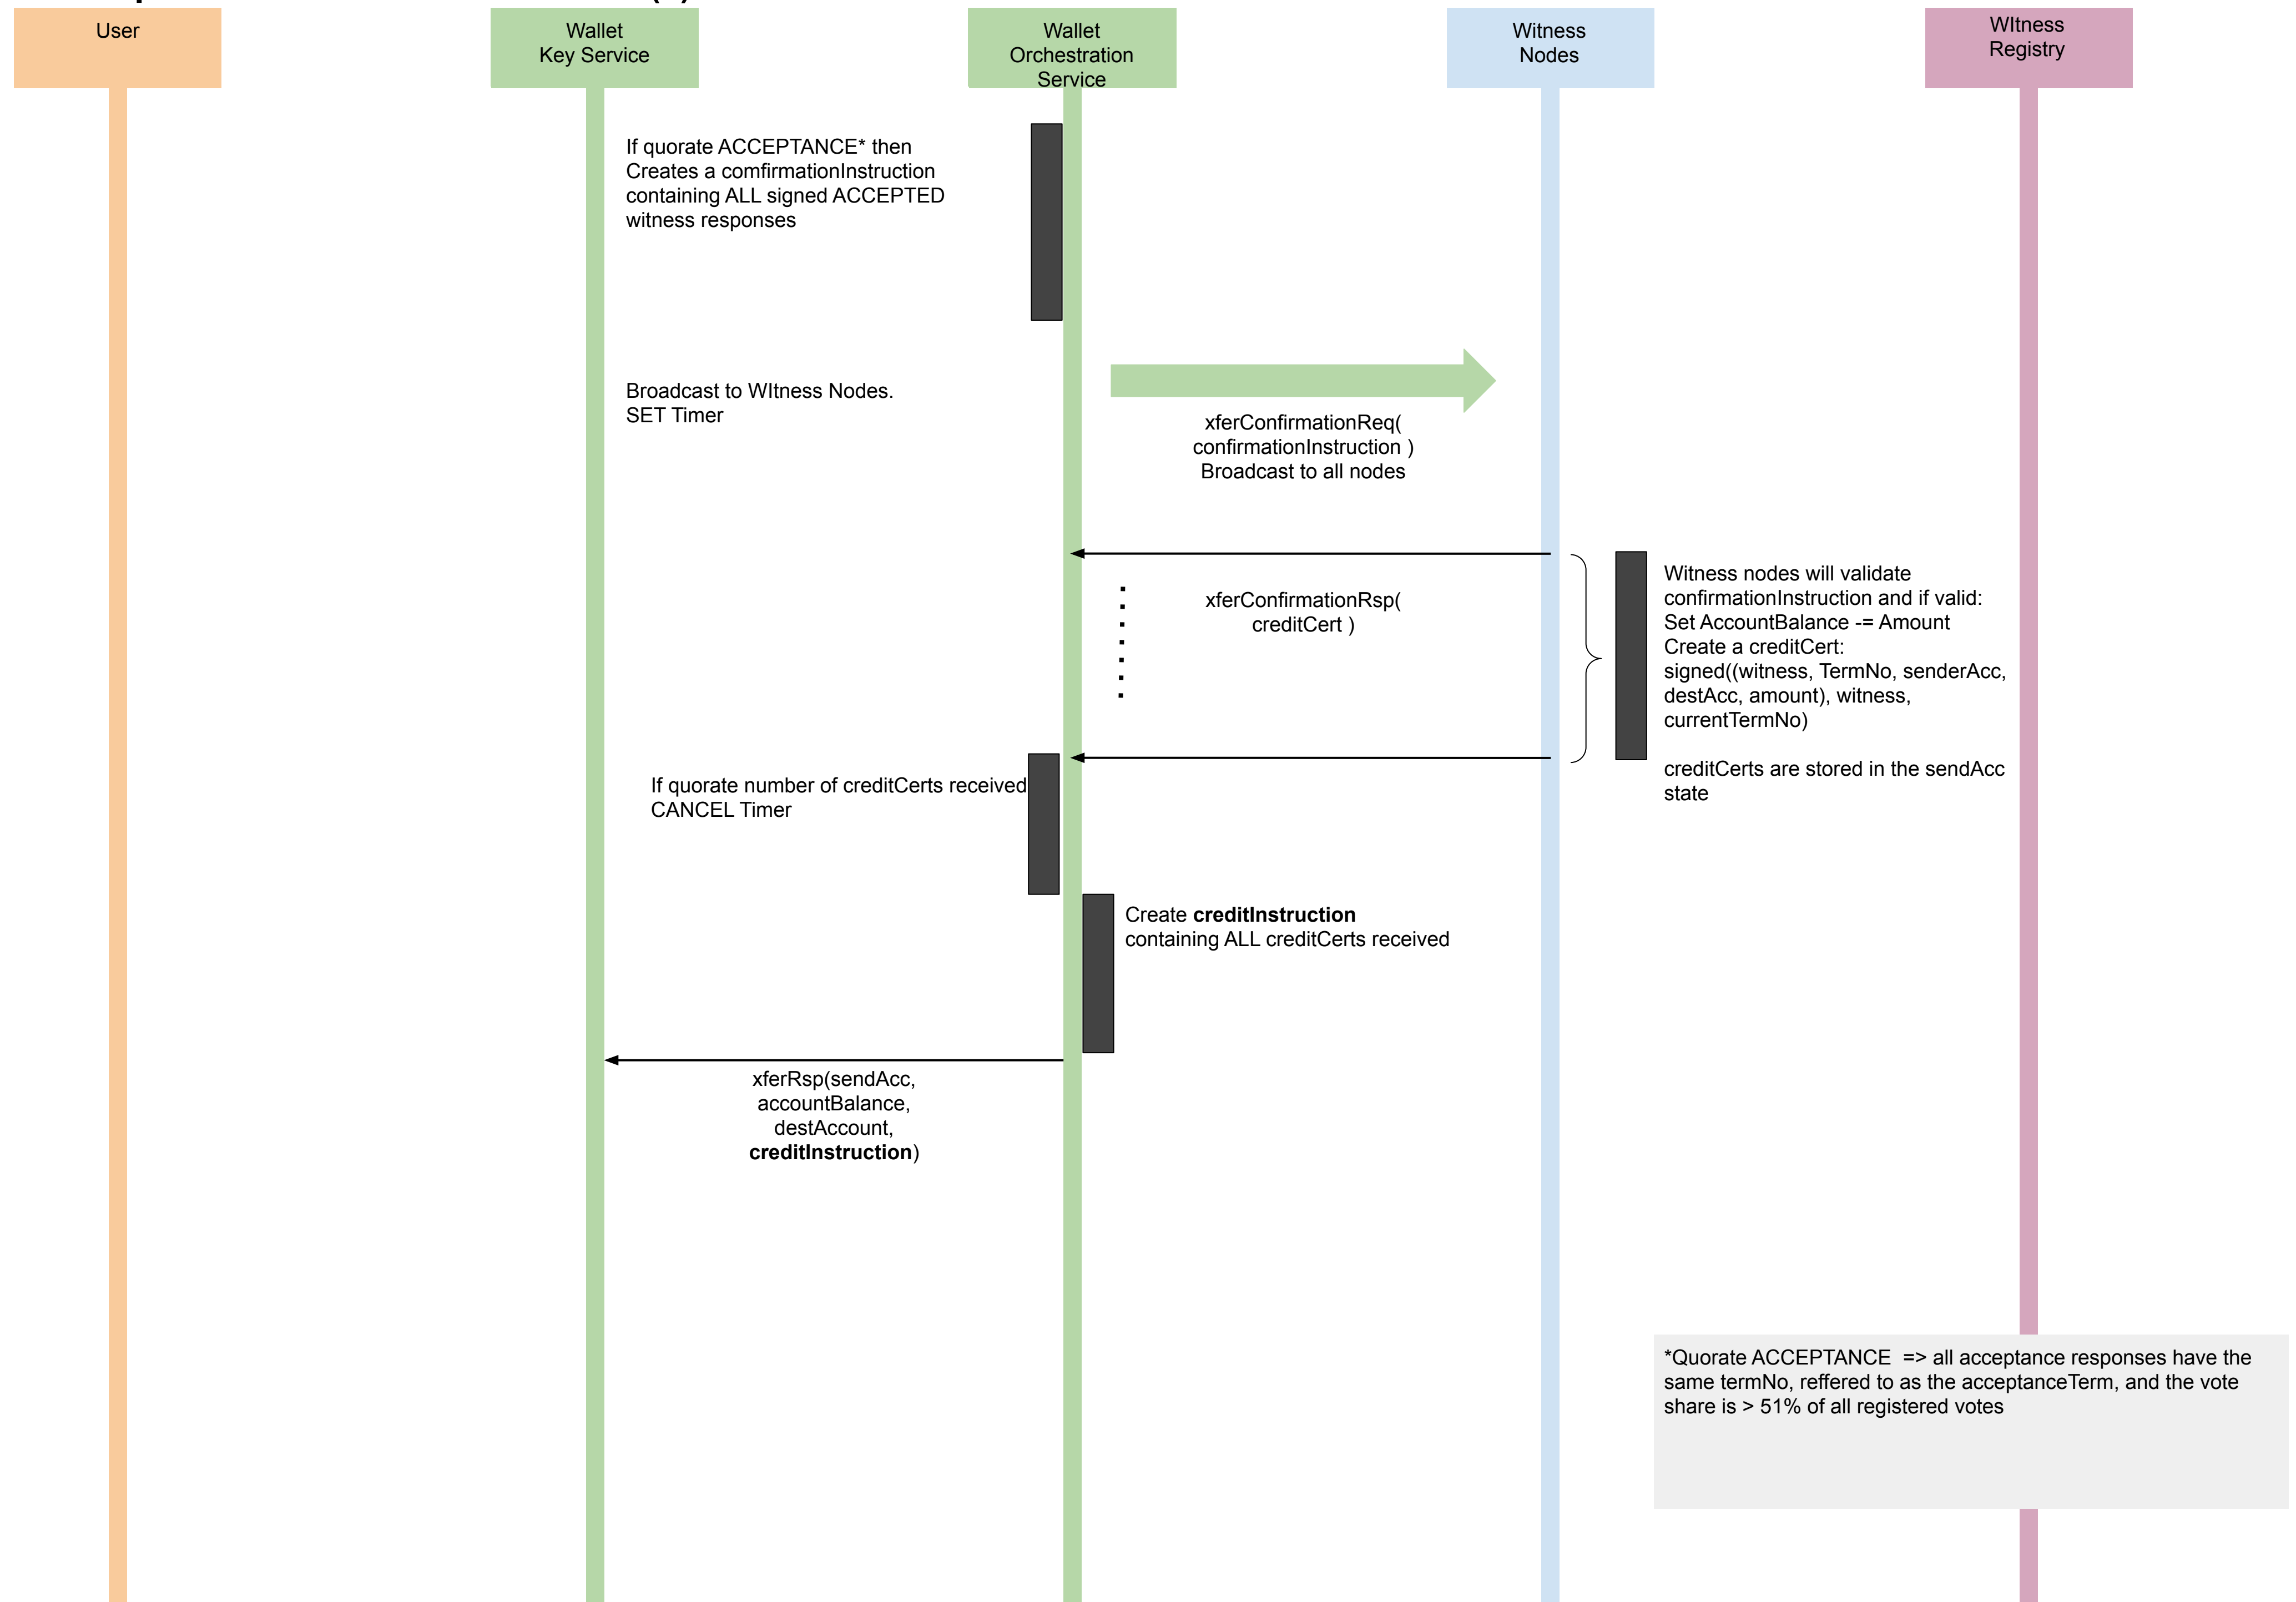 User
Wallet
Key Service
Wallet
Orchestration
Service
Witness
Nodes
WItness
Registry
If quorate ACCEPTANCE* then
Creates a comfirmationInstruction
containing ALL signed ACCEPTED
witness responses
Broadcast to WItness Nodes.
SET Timer
xferConfirmationReq(
confirmationInstruction )
Broadcast to all nodes
xferConfirmationRsp(
creditCert )
Witness nodes will validate
confirmationInstruction and if valid:
Set AccountBalance -= Amount
Create a creditCert:
signed((witness, TermNo, senderAcc,
destAcc, amount), witness,
currentTermNo)
creditCerts are stored in the sendAcc
state
If quorate number of creditCerts received
CANCEL Timer
Create creditInstruction
containing ALL creditCerts received
xferRsp(sendAcc,
accountBalance,
destAccount,
creditInstruction)
*Quorate ACCEPTANCE => all acceptance responses have the
same termNo, reffered to as the acceptanceTerm, and the vote
share is > 51% of all registered votes